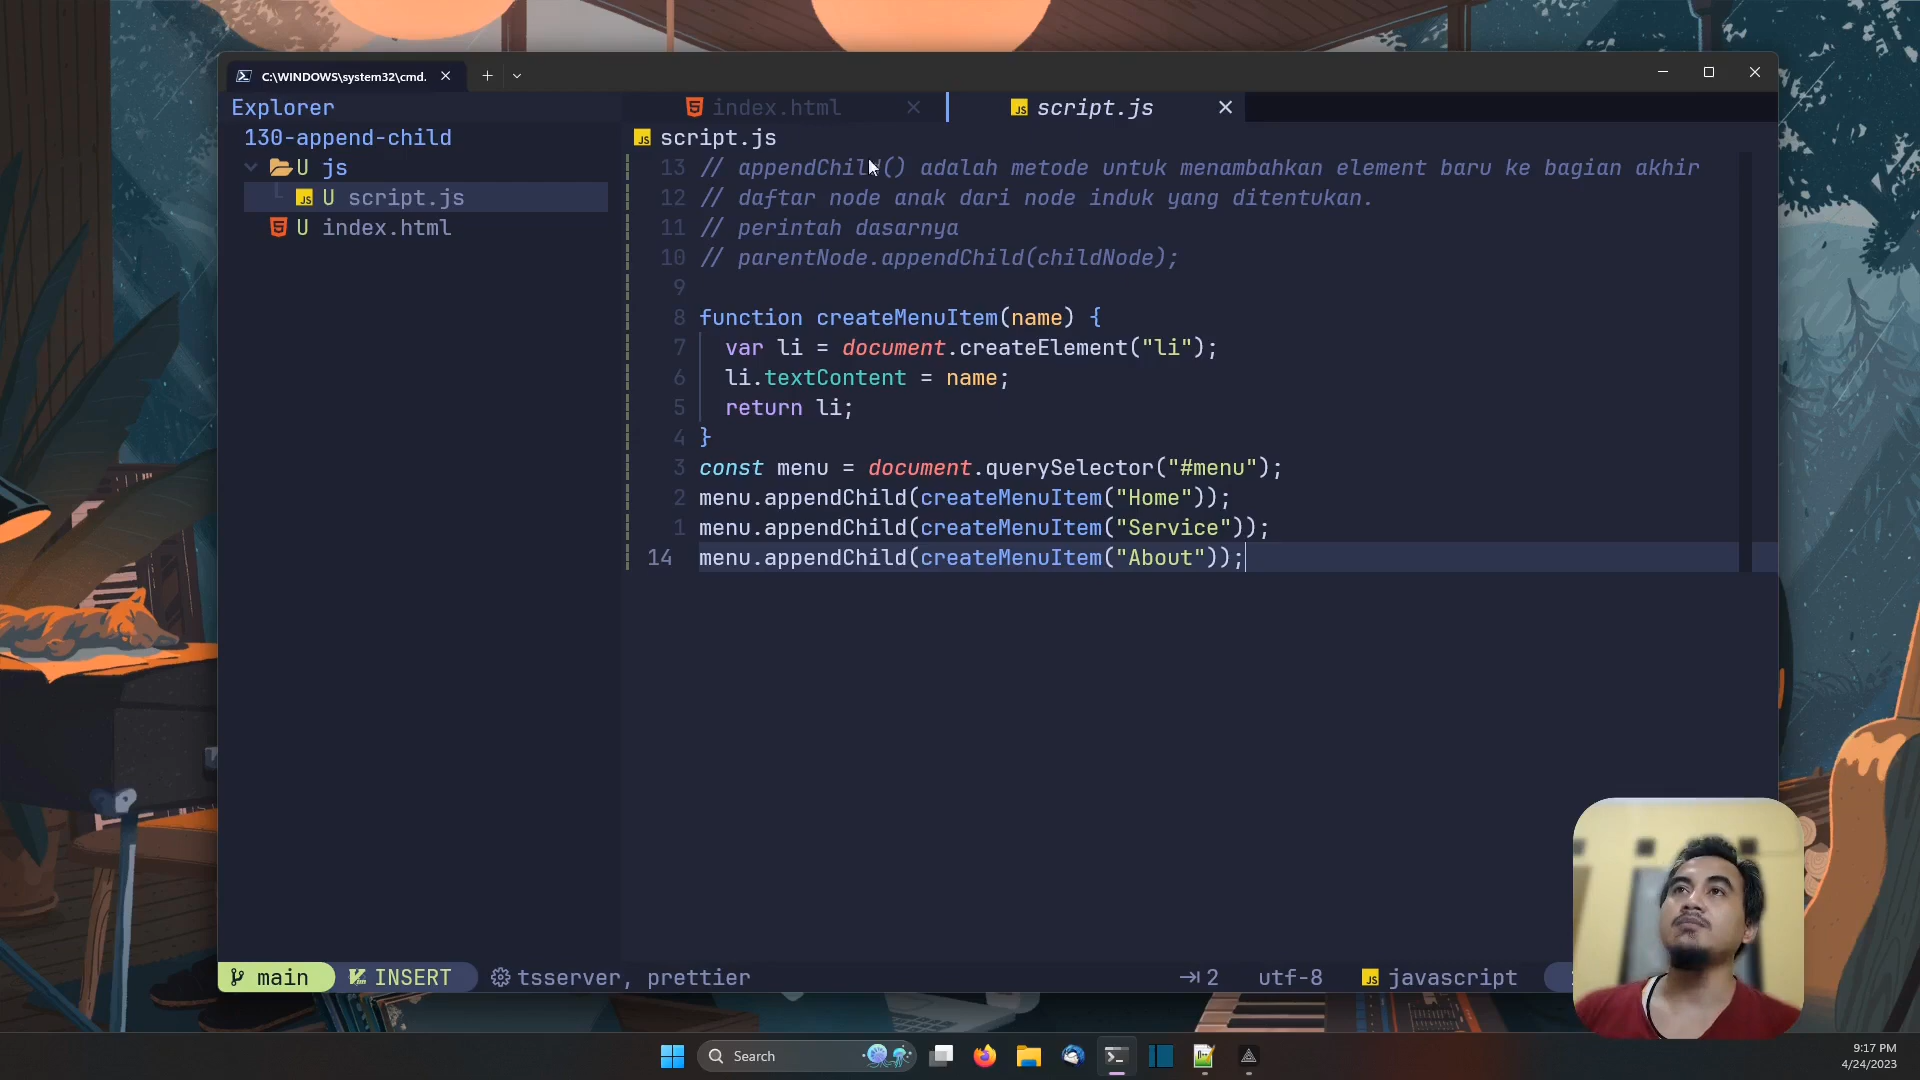 C:\WINDOWS\system32\cmd.
Explorer
130-append-child
U js
U script.js
U index.html
index.html
script.js
script.js
13 // appendChild() adalah metode untuk menambahkan element baru ke bagian akhir
12 // daftar node anak dari node induk yang ditentukan.
11 // perintah dasarnya
10 // parentNode.appendChild(childNode);
9
8 function createMenuItem(name) {
7 var li = document.createElement("li");
6 li.textContent = name;
5 return li;
4 }
3 const menu = document.querySelector("#menu");
2 menu.appendChild(createMenuItem("Home"));
1 menu.appendChild(createMenuItem("Service"));
14 menu.appendChild(createMenuItem("About"));
main INSERT tsserver, prettier 2 utf-8 javascript
Search
9:17 PM
4/24/2023